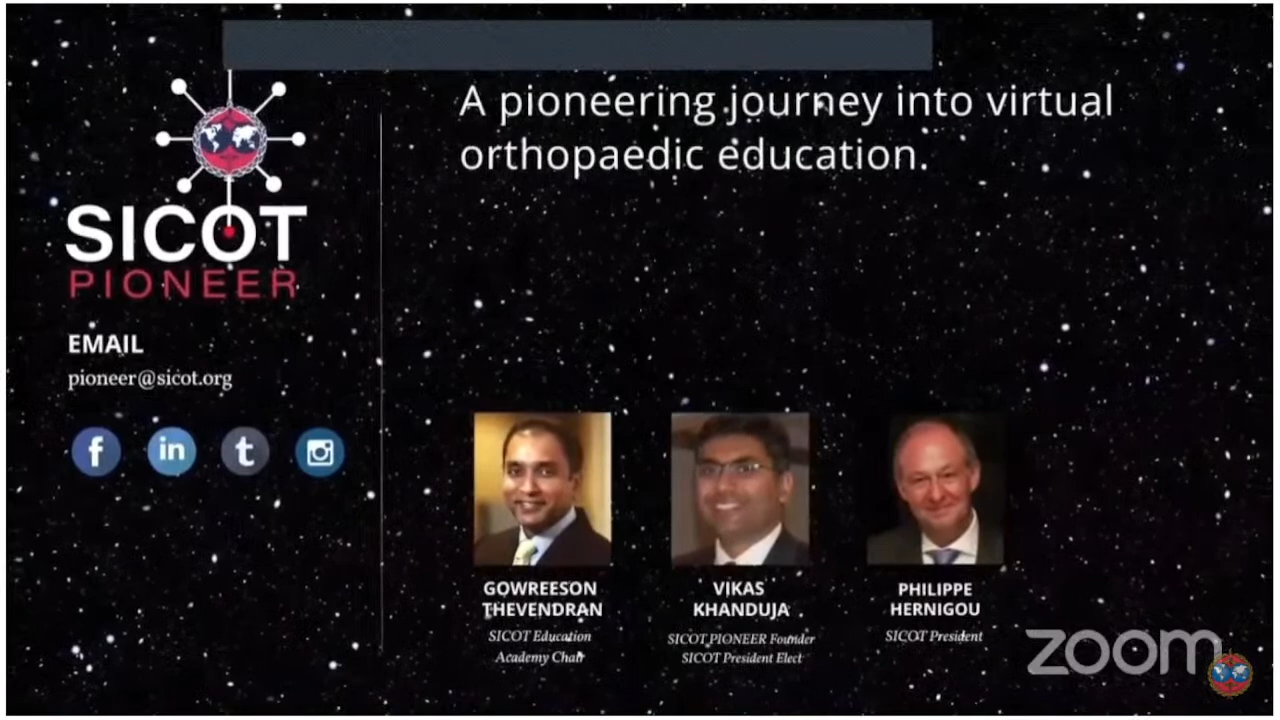 A pioneering journey into virtual
orthopaedic education.
SICOT
PIONEER
EMAIL
pioneer@sicot.org
f
in
t
GOWREESON
THEVENDRAN
SICOT Education
Academy Chair
VIKAS
KHANDUJA
SICOT PIONEER Founder
SICOT President Elect
PHILIPPE
HERNIGOU
SICOT President
zoom